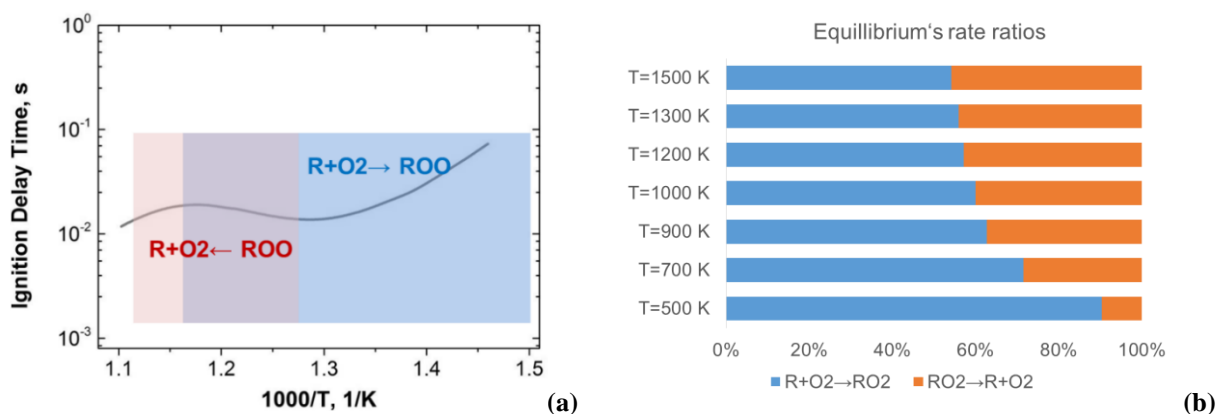 Ignition Delay Time, s
10⁰
10⁻¹
10⁻²
10⁻³
R+O2→ ROO
R+O2← ROO
1.1 1.2 1.3 1.4 1.5
1000/T, 1/K
(a)
Equillibrium‘s rate ratios
T=1500 K
T=1300 K
T=1200 K
T=1000 K
T=900 K
T=700 K
T=500 K
0% 20% 40% 60% 80% 100%
R+O2→RO2 RO2→R+O2
(b)